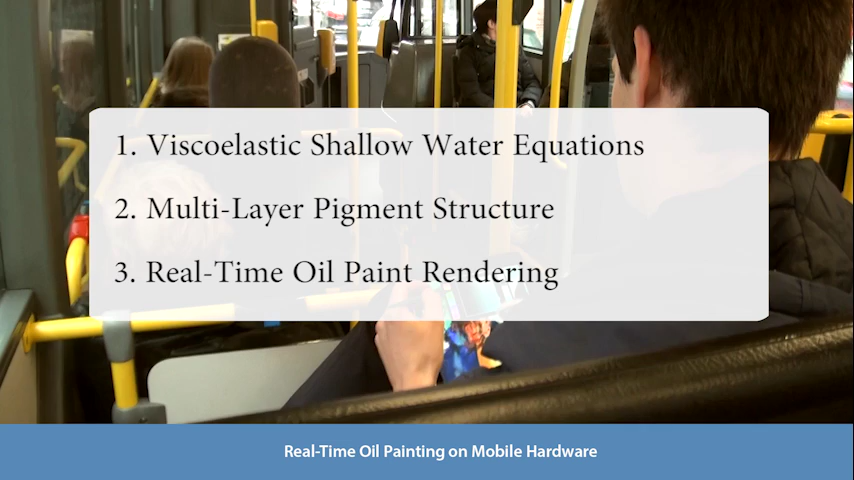 1. Viscoelastic Shallow Water Equations
2. Multi-Layer Pigment Structure
3. Real-Time Oil Paint Rendering
Real-Time Oil Painting on Mobile Hardware